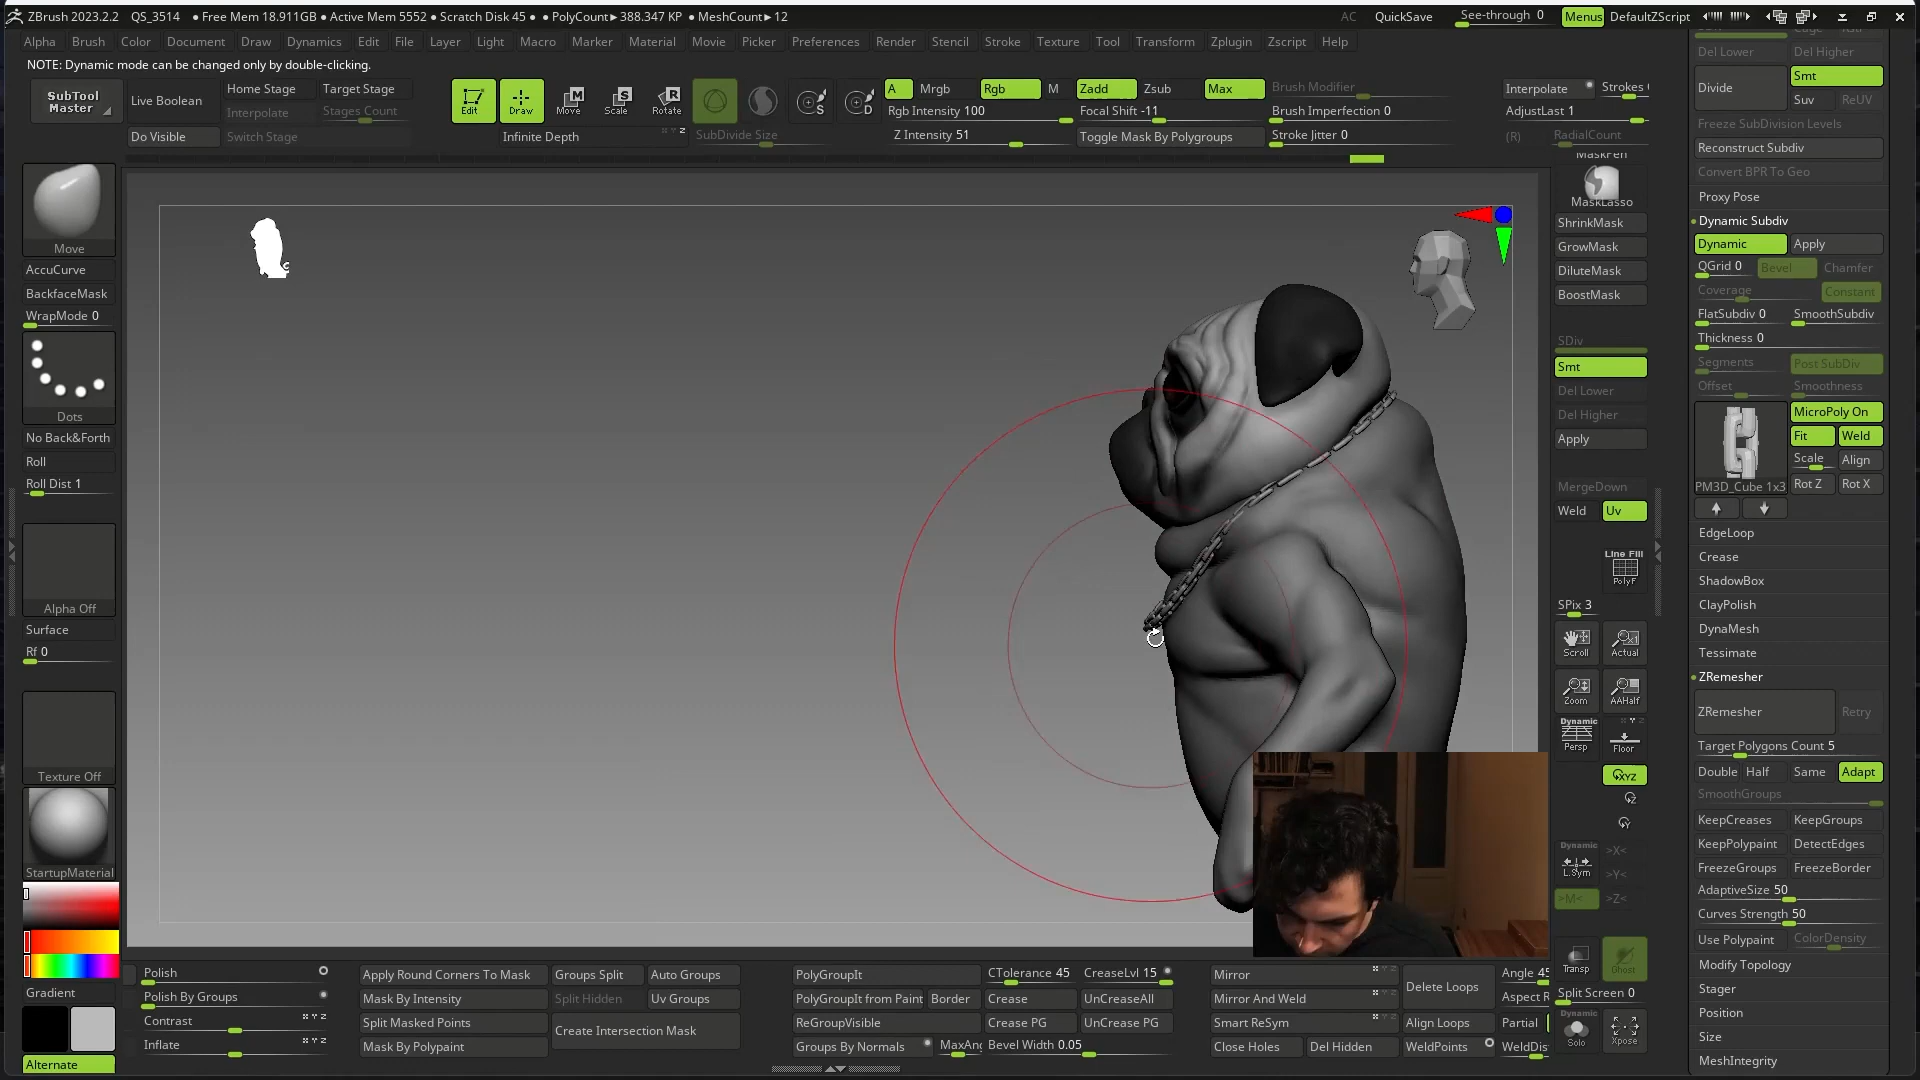 ZBrush 2023.2.2 QS_3514 ● Free Mem 18.911GB ● Active Mem 5552 ● Scratch Disk 45 ● ● PolyCount► 388.347 KP ● MeshCount► 12
AC QuickSave See-through 0 Menus DefaultZScript
Alpha Brush Color Document Draw Dynamics Edit File Layer Light Macro Marker Material Movie Picker Preferences Render Stencil Stroke Texture Tool Transform Zplugin Zscript Help
NOTE: Dynamic mode can be changed only by double-clicking.
SubTool Master
Live Boolean
Home Stage Target Stage
Interpolate Stages Count
Do Visible Switch Stage
Edit Draw Move Scale Rotate
Infinite Depth SubDivide Size
A Mrgb Rgb M Zadd Zsub Max Brush Modifier
Rgb Intensity 100 Focal Shift -11 Brush Imperfection 0
Z Intensity 51 Toggle Mask By Polygroups Stroke Jitter 0
Interpolate Strokes
AdjustLast 1
(R) RadialCount
Move
AccuCurve
BackfaceMask
WrapMode 0
Dots
No Back&Forth
Roll
Roll Dist 1
Alpha Off
Surface
Rf 0
Texture Off
StartupMaterial
Gradient
Alternate
MaskPen
MaskLasso
ShrinkMask
GrowMask
DiluteMask
BoostMask
SDiv
Smt
Del Lower
Del Higher
Apply
MergeDown
Weld Uv
Line Fill
PolyF
SPix 3
Scroll Actual
Zoom AAHalf
Dynamic
Persp Floor
XYZ
Dynamic
L.Sym
>X<
>Y<
>M< >Z<
Transp Ghost
Split Screen 0
Dynamic
Solo Xpose
Del Lower Del Higher
Divide Smt
Suv ReUV
Freeze SubDivision Levels
Reconstruct Subdiv
Convert BPR To Geo
Proxy Pose
Dynamic Subdiv
Dynamic Apply
QGrid 0 Bevel Chamfer
Coverage Constant
FlatSubdiv 0 SmoothSubdiv
Thickness 0
Segments Post SubDiv
Offset Smoothness
MicroPoly On
Fit Weld
Scale Align
PM3D_Cube 1x3 Rot Z Rot X
EdgeLoop
Crease
ShadowBox
ClayPolish
DynaMesh
Tessimate
ZRemesher
ZRemesher Retry
Target Polygons Count 5
Double Half Same Adapt
SmoothGroups
KeepCreases KeepGroups
KeepPolypaint DetectEdges
FreezeGroups FreezeBorder
AdaptiveSize 50
Curves Strength 50
Use Polypaint ColorDensity
Modify Topology
Stager
Position
Size
MeshIntegrity
Polish
Polish By Groups
Contrast
Inflate
Apply Round Corners To Mask Groups Split Auto Groups
Mask By Intensity Split Hidden Uv Groups
Split Masked Points Create Intersection Mask
Mask By Polypaint
PolyGroupIt CTolerance 45 CreaseLvl 15
PolyGroupIt from Paint Border Crease UnCreaseAll
ReGroupVisible Crease PG UnCrease PG
Groups By Normals MaxAng Bevel Width 0.05
Mirror Delete Loops Angle 45
Mirror And Weld Aspect R
Smart ReSym Align Loops Partial
Close Holes Del Hidden WeldPoints WeldDis